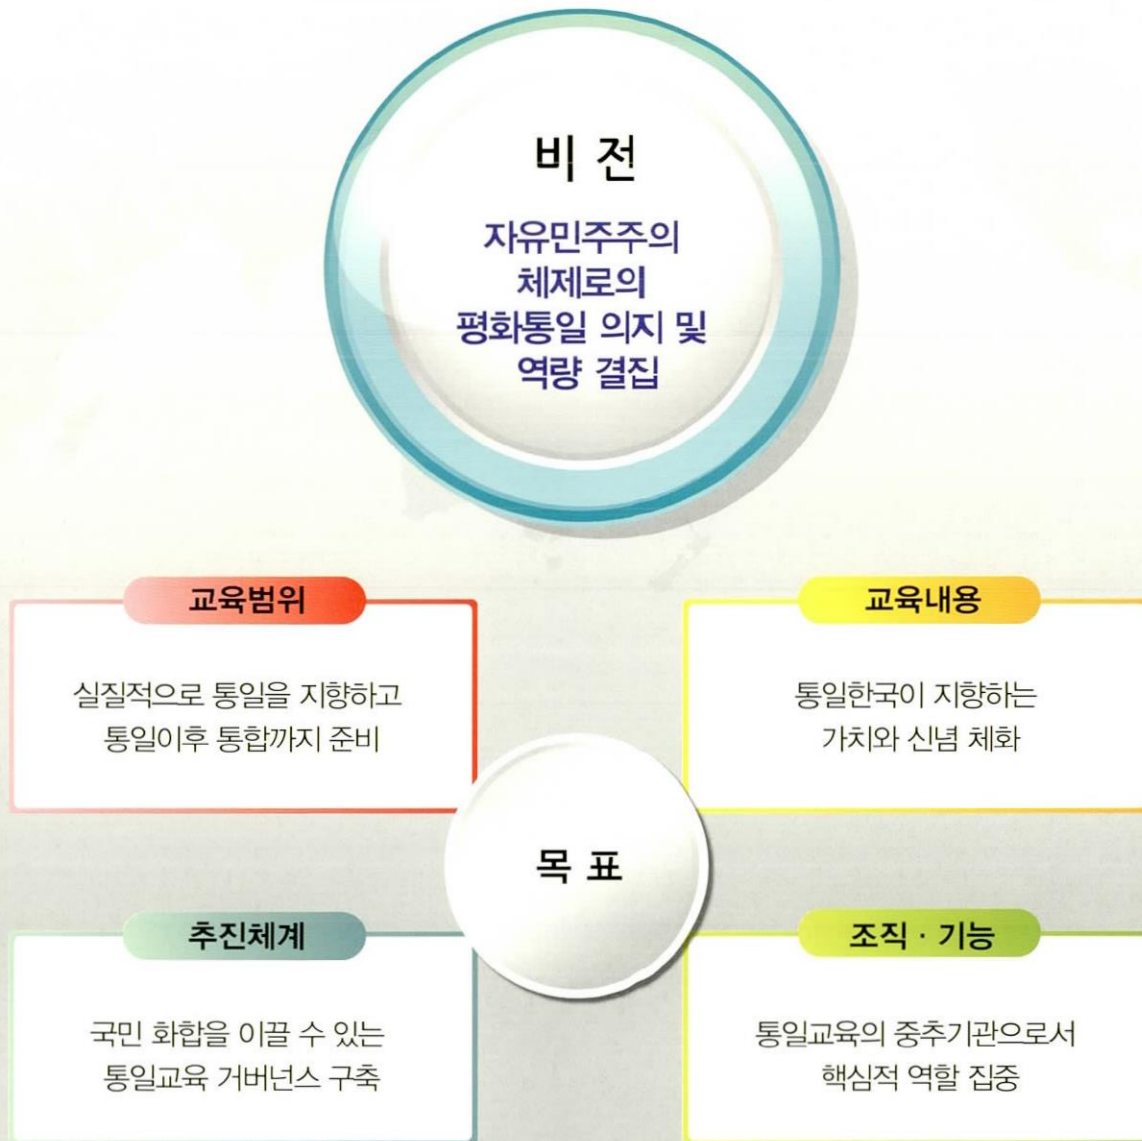 비 전
자유민주주의
체제로의
평화통일 의지 및
역량 결집
교육범위
실질적으로 통일을 지향하고
통일이후 통합까지 준비
교육내용
통일한국이 지향하는
가치와 신념 체화
목 표
추진체계
국민 화합을 이끌 수 있는
통일교육 거버넌스 구축
조직 · 기능
통일교육의 중추기관으로서
핵심적 역할 집중